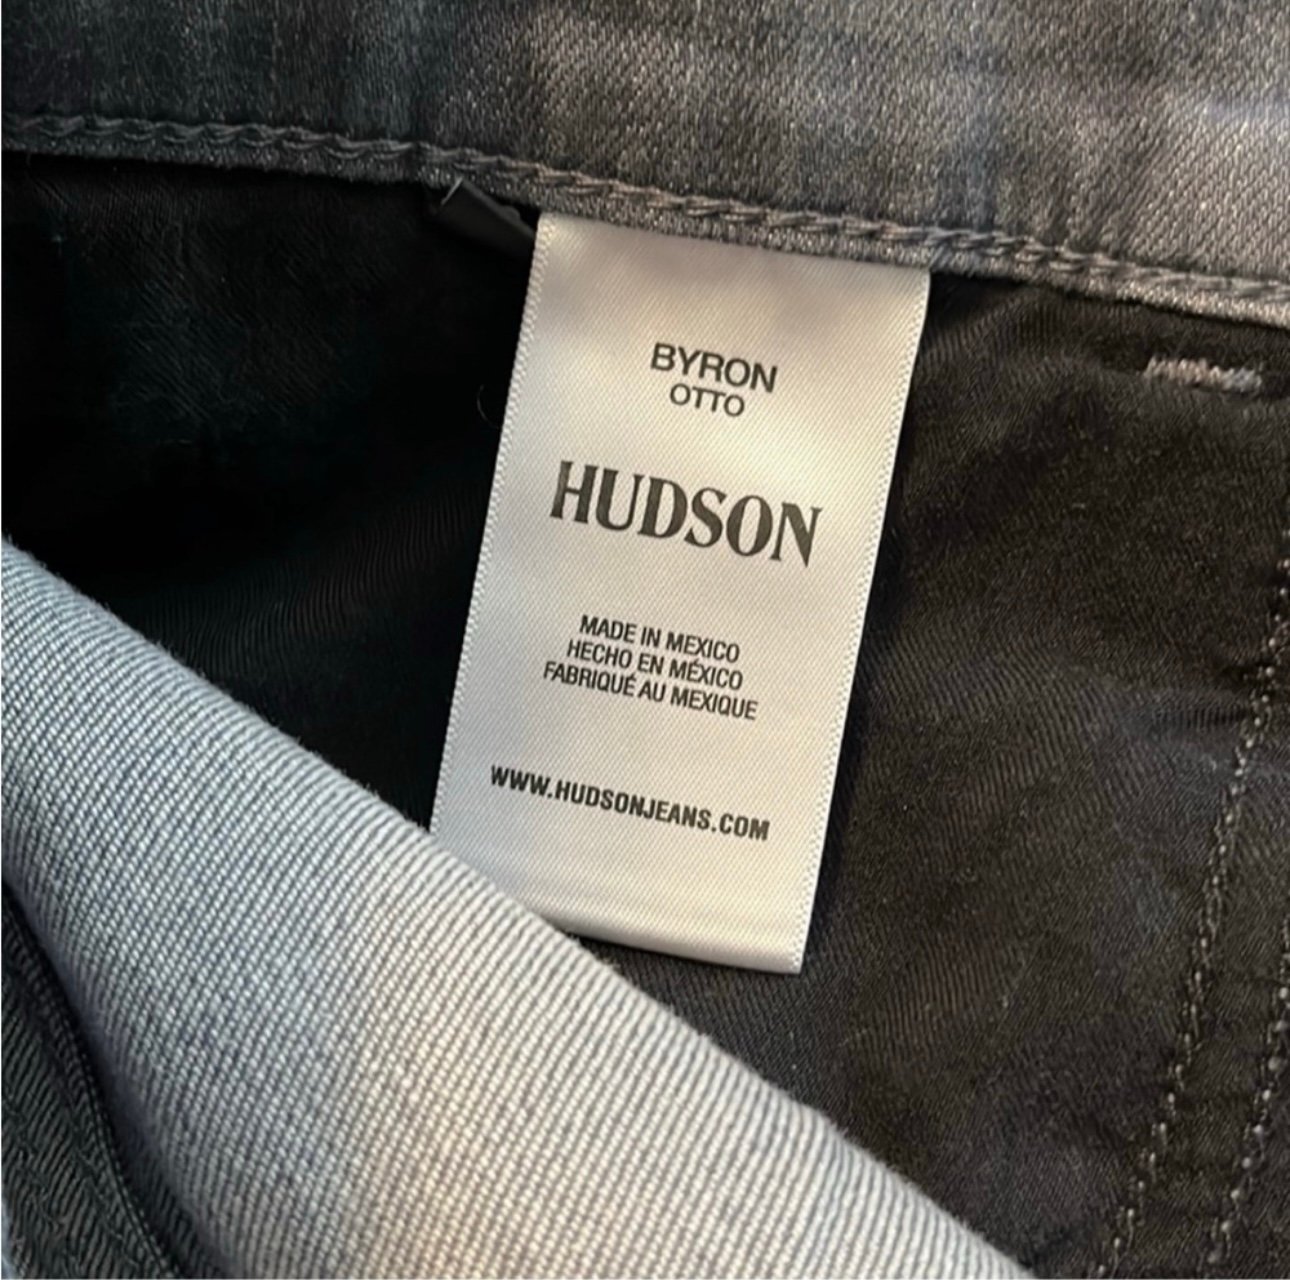 BYRON
OTTO
HUDSON
MADE IN MEXICO
HECHO EN MÉXICO
FABRIQUÉ AU MEXIQUE
WWW.HUDSONJEANS.COM